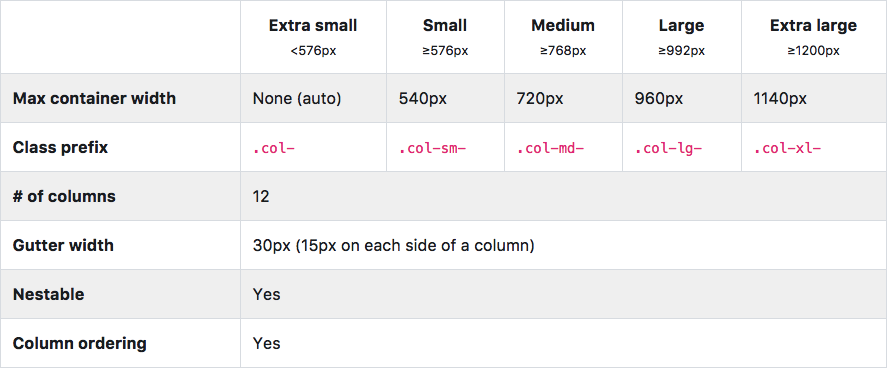 Extra small Small Medium Large Extra large
<576px ≥576px ≥768px ≥992px ≥1200px
Max container width None (auto) 540px 720px 960px 1140px
Class prefix .col- .col-sm- .col-md- .col-lg- .col-xl-
# of columns 12
Gutter width 30px (15px on each side of a column)
Nestable Yes
Column ordering Yes